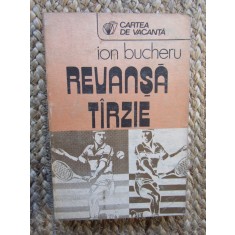 CARTEA
DE VACANȚĂ
ion bucheru
REVANȘĂ
TÎRZIE